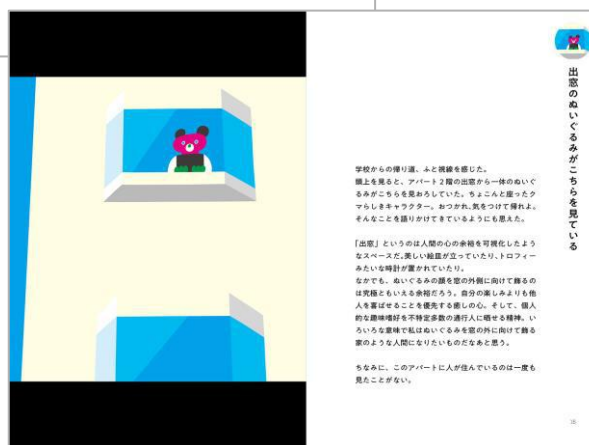 出窓のぬいぐるみがこちらを見ている
学校からの帰り道、ふと視線を感じた。
頭上を見ると、アパート2階の出窓から一体のぬいぐ
るみがこちらを見おろしていた。ちょこんと座ったク
マらしきキャラクター。おつかれ、気をつけて帰れよ。
そんなことを語りかけてきているようにも思えた。
「出窓」というのは人間の心の余裕を可視化したよう
なスペースだ。美しい絵皿が立っていたり、トロフィー
みたいな時計が置かれていたり。
なかでも、ぬいぐるみの顔を窓の外側に向けて飾るの
は究極ともいえる余裕だろう。自分の楽しみよりも他
人を喜ばせることを優先する癒しの心。そして、個人
的な趣味嗜好を不特定多数の通行人に晒せる精神。い
ろいろな意味で私はぬいぐるみを窓の外に向けて飾る
家のような人間になりたいものだなあと思う。
ちなみに、このアパートに人が住んでいるのは一度も
見たことがない。